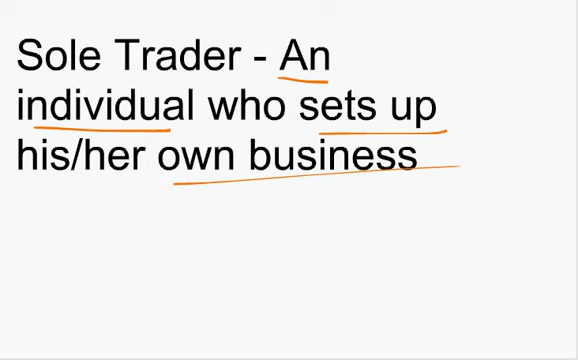 Sole Trader - An
individual who sets up
his/her own business